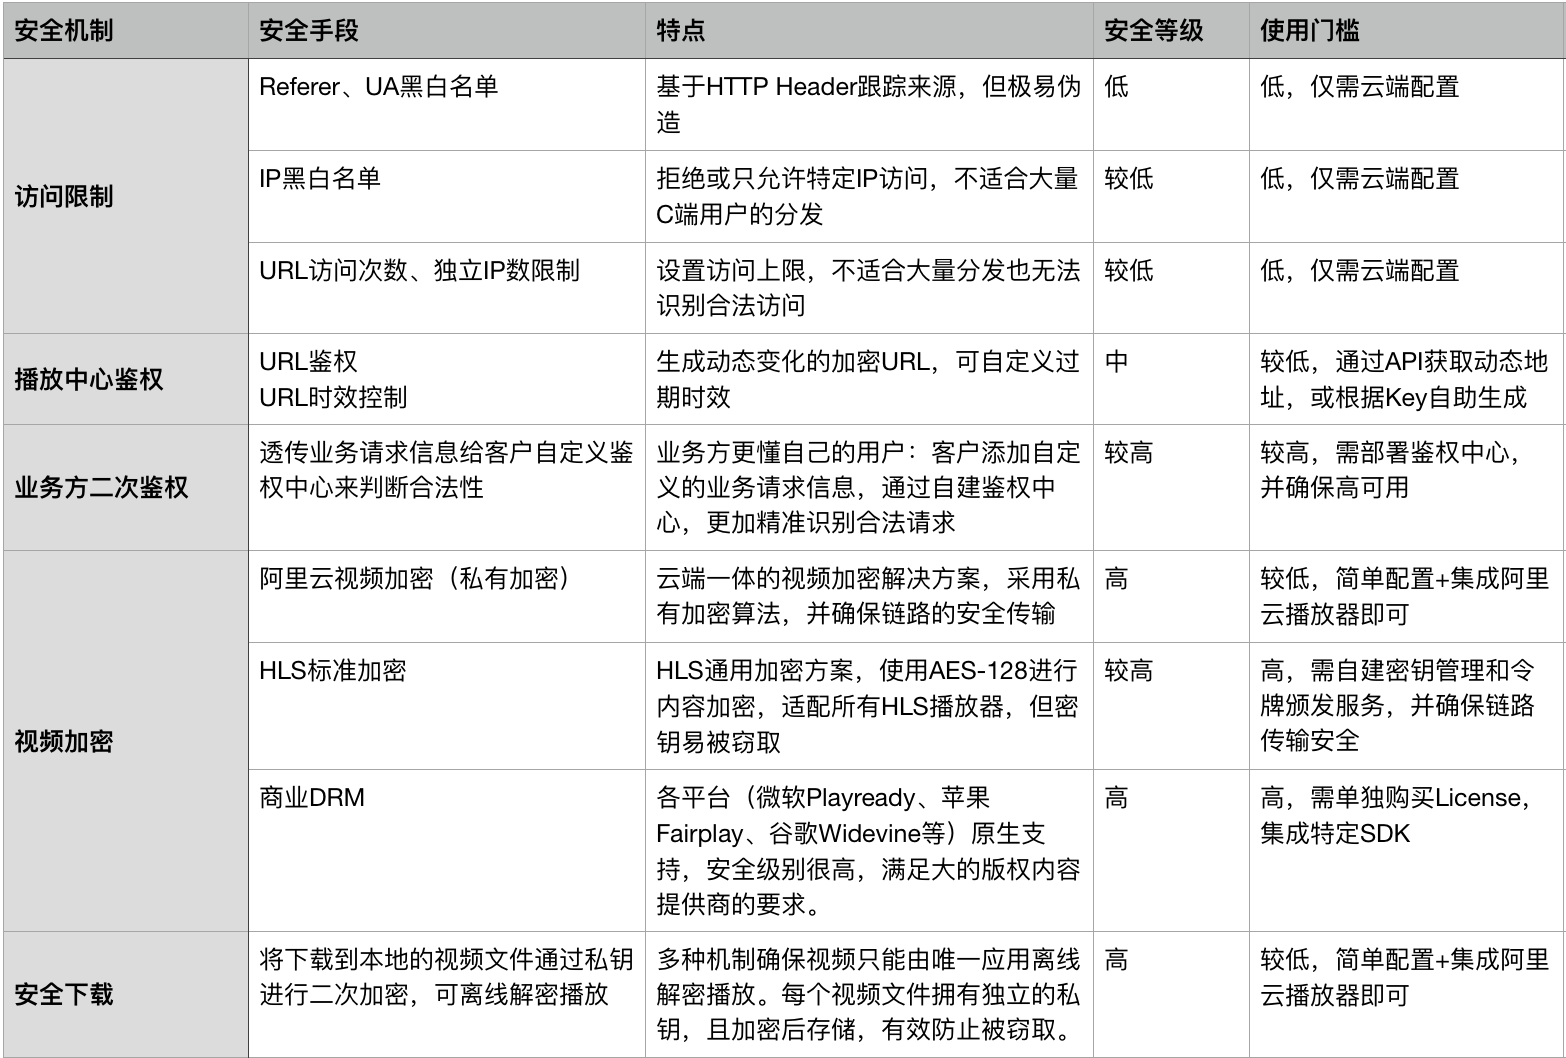 安全机制 安全手段 特点 安全等级 使用门槛
访问限制
Referer、UA黑白名单
基于HTTP Header跟踪来源，但极易伪
造
低
低，仅需云端配置
IP黑白名单
拒绝或只允许特定IP访问，不适合大量
C端用户的分发
较低
低，仅需云端配置
URL访问次数、独立IP数限制
设置访问上限，不适合大量分发也无法
识别合法访问
较低
低，仅需云端配置
播放中心鉴权
URL鉴权
URL时效控制
生成动态变化的加密URL，可自定义过
期时效
中
较低，通过API获取动态地
址，或根据Key自助生成
业务方二次鉴权
透传业务请求信息给客户自定义鉴
权中心来判断合法性
业务方更懂自己的用户：客户添加自定
义的业务请求信息，通过自建鉴权中
心，更加精准识别合法请求
较高
较高，需部署鉴权中心，
并确保高可用
视频加密
阿里云视频加密（私有加密）
云端一体的视频加密解决方案，采用私
有加密算法，并确保链路的安全传输
高
较低，简单配置+集成阿里
云播放器即可
HLS标准加密
HLS通用加密方案，使用AES-128进行
内容加密，适配所有HLS播放器，但密
钥易被窃取
较高
高，需自建密钥管理和令
牌颁发服务，并确保链路
传输安全
商业DRM
各平台（微软Playready、苹果
Fairplay、谷歌Widevine等）原生支
持，安全级别很高，满足大的版权内容
提供商的要求。
高
高，需单独购买License，
集成特定SDK
安全下载
将下载到本地的视频文件通过私钥
进行二次加密，可离线解密播放
多种机制确保视频只能由唯一应用离线
解密播放。每个视频文件拥有独立的私
钥，且加密后存储，有效防止被窃取。
高
较低，简单配置+集成阿里
云播放器即可